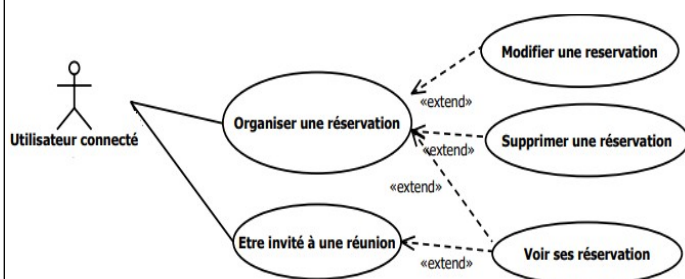 Modifier une reservation
«extend»
Organiser une réservation
Utilisateur connecté
Supprimer une réservation
«extend»
«extend»
Etre invité à une réunion
Voir ses réservation
«extend»